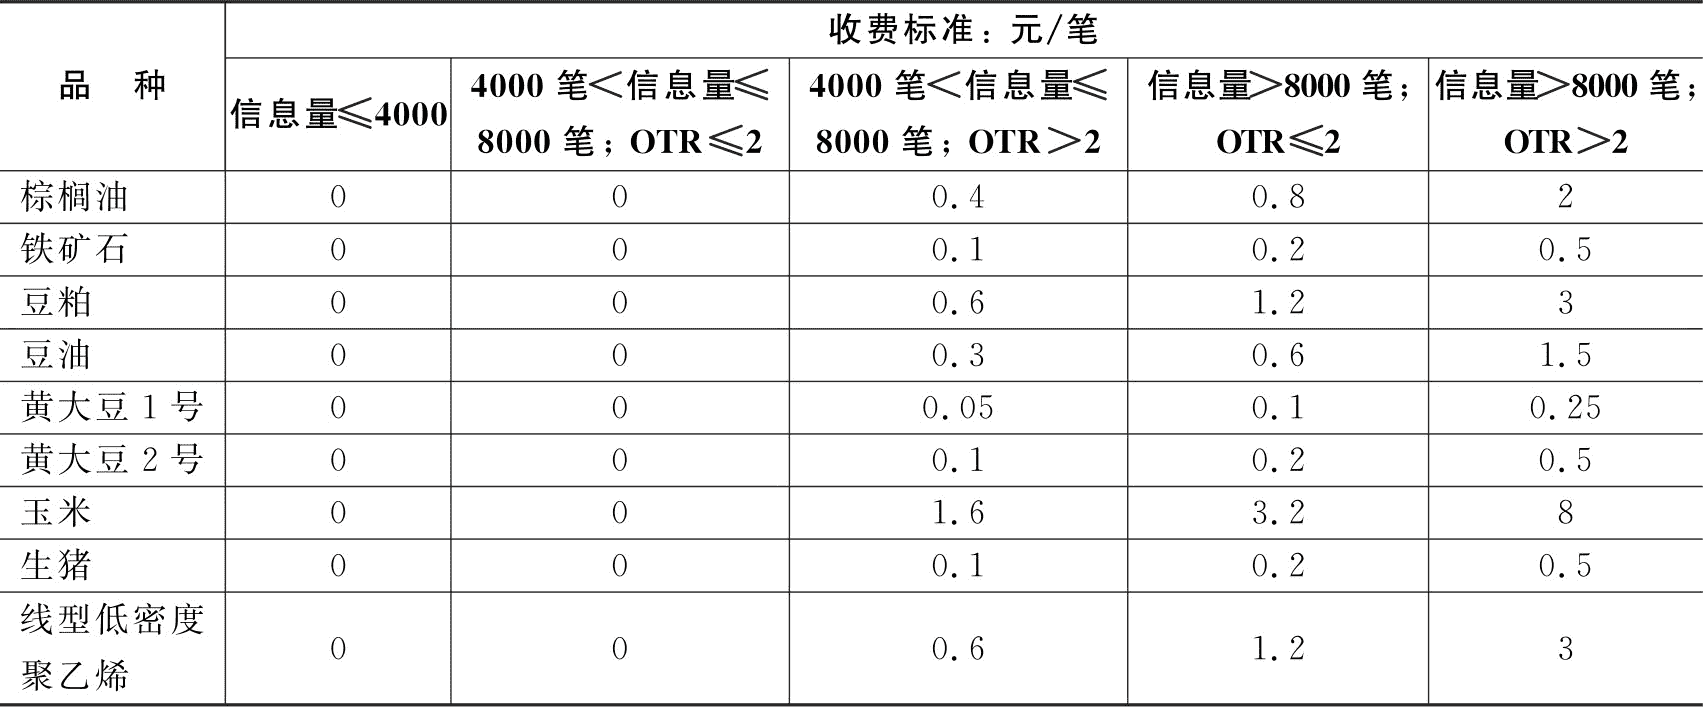 收费标准：元/笔
品 种
信息量≤4000
4000 笔＜信息量≤
8000 笔；OTR≤2
4000 笔＜信息量≤
8000 笔；OTR＞2
信息量＞8000 笔；
OTR≤2
信息量＞8000 笔；
OTR＞2
棕榈油 0 0 0.4 0.8 2
铁矿石 0 0 0.1 0.2 0.5
豆粕 0 0 0.6 1.2 3
豆油 0 0 0.3 0.6 1.5
黄大豆1号 0 0 0.05 0.1 0.25
黄大豆2号 0 0 0.1 0.2 0.5
玉米 0 0 1.6 3.2 8
生猪 0 0 0.1 0.2 0.5
线型低密度
聚乙烯 0 0 0.6 1.2 3